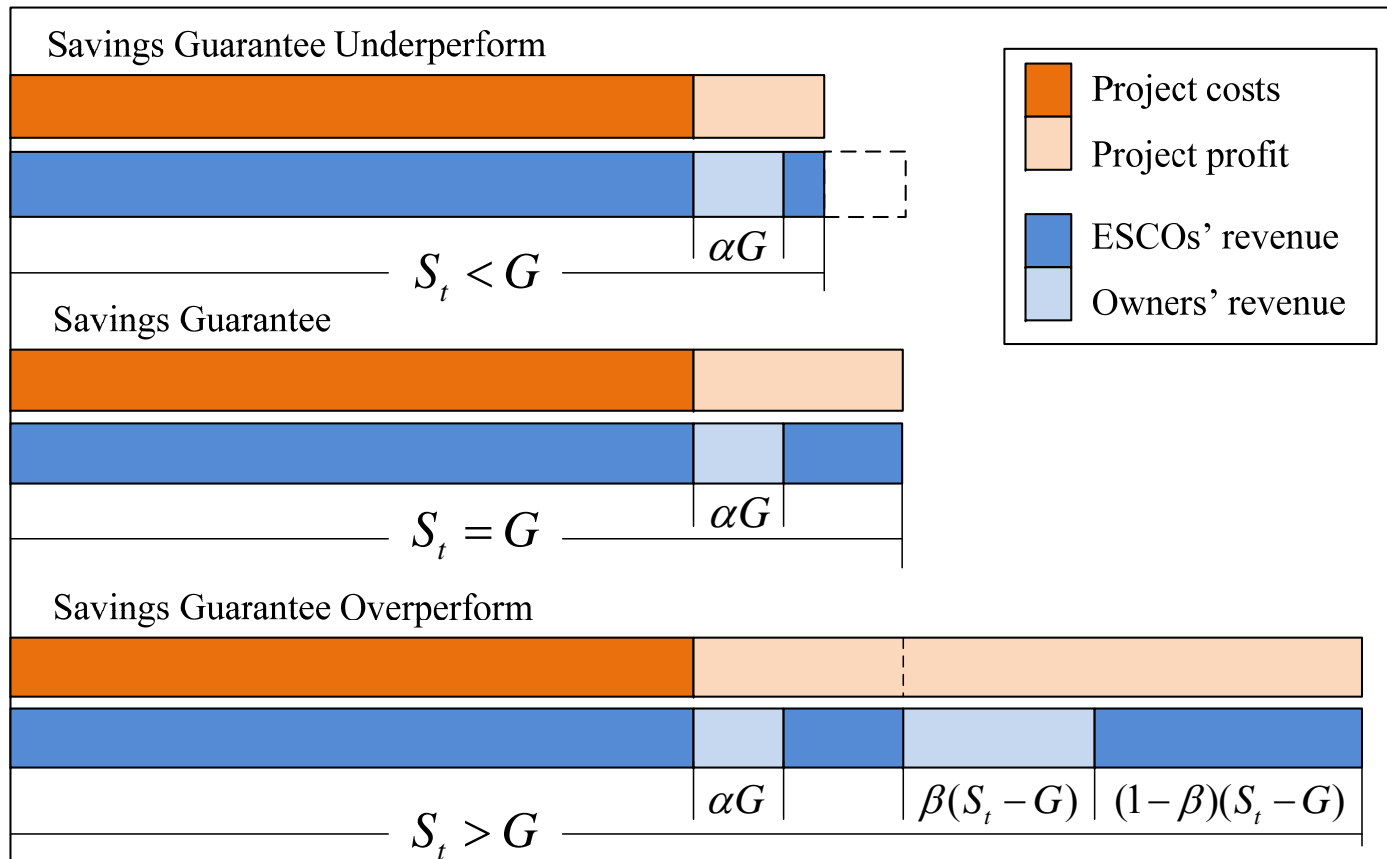 Savings Guarantee Underperform
αG
S_t < G
Savings Guarantee
αG
S_t = G
Savings Guarantee Overperform
αG
β(S_t − G)
(1 − β)(S_t − G)
S_t > G
Project costs
Project profit
ESCOs’ revenue
Owners’ revenue